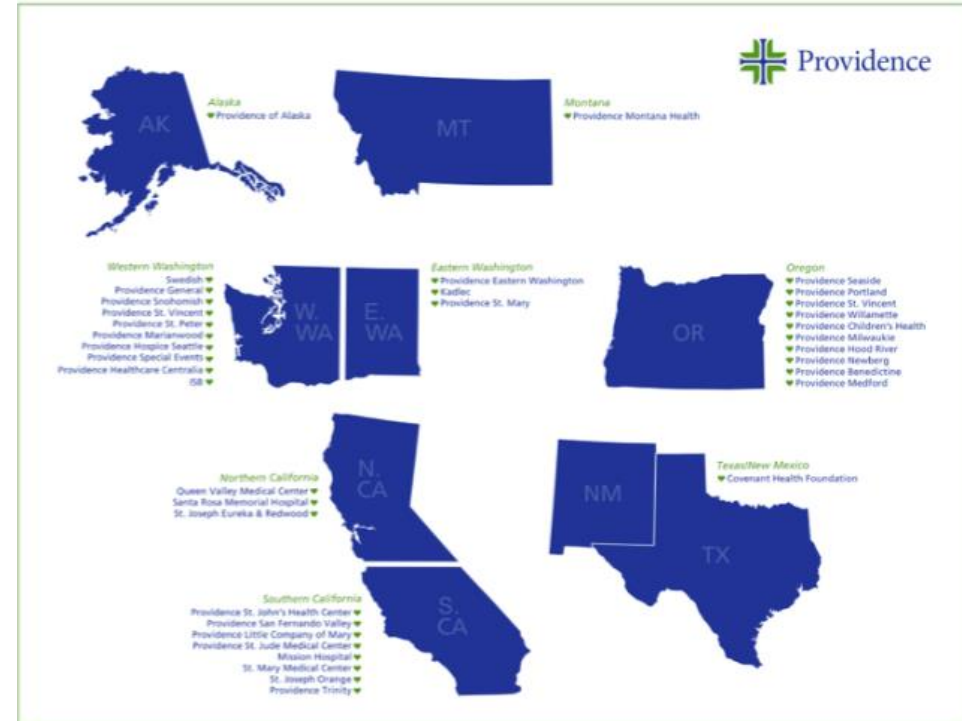 Providence
Alaska
Providence of Alaska
AK
MT
Montana
Providence Montana Health
Western Washington
Swedish
Providence General
Providence Snohomish
Providence St. Vincent
Providence St. Peter
Providence Marianwood
Providence Hospice Seattle
Providence Special Events
Providence Healthcare Centralia
ISB
W.
WA
E.
WA
Eastern Washington
Providence Eastern Washington
Kadlec
Providence St. Mary
OR
Oregon
Providence Seaside
Providence Portland
Providence St. Vincent
Providence Willamette
Providence Children's Health
Providence Milwaukie
Providence Hood River
Providence Newberg
Providence Benedictine
Providence Medford
Northern California
Queen Valley Medical Center
Santa Rosa Memorial Hospital
St. Joseph Eureka & Redwood
N.
CA
Southern California
Providence St. John's Health Center
Providence San Fernando Valley
Providence Little Company of Mary
Providence St. Jude Medical Center
Mission Hospital
St. Mary Medical Center
St. Joseph Orange
Providence Trinity
S.
CA
NM
TX
Texas/New Mexico
Covenant Health Foundation